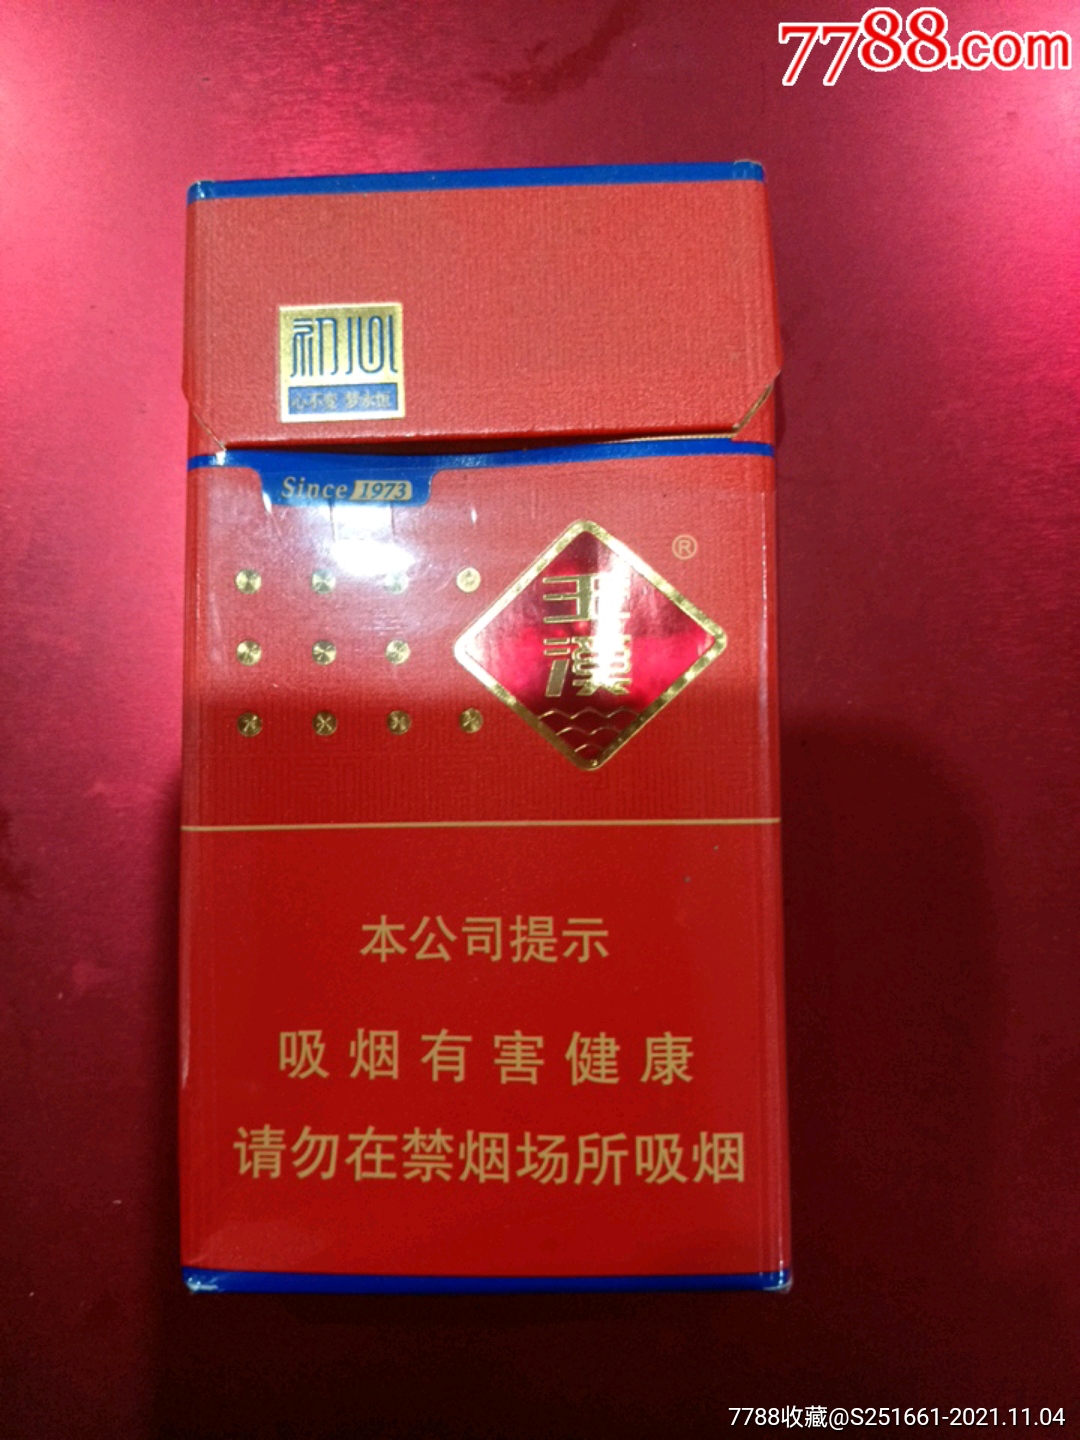 7788.com
初心
心不变 梦永恒
Since 1973
®
玉溪
本公司提示
吸烟有害健康
请勿在禁烟场所吸烟
7788收藏@S251661-2021.11.04